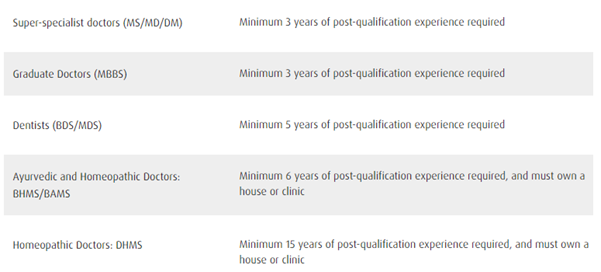 Super-specialist doctors (MS/MD/DM) Minimum 3 years of post-qualification experience required
Graduate Doctors (MBBS) Minimum 3 years of post-qualification experience required
Dentists (BDS/MDS) Minimum 5 years of post-qualification experience required
Ayurvedic and Homeopathic Doctors: Minimum 6 years of post-qualification experience required, and must own a
BHMS/BAMS house or clinic
Homeopathic Doctors: DHMS Minimum 15 years of post-qualification experience required, and must own a
house or clinic